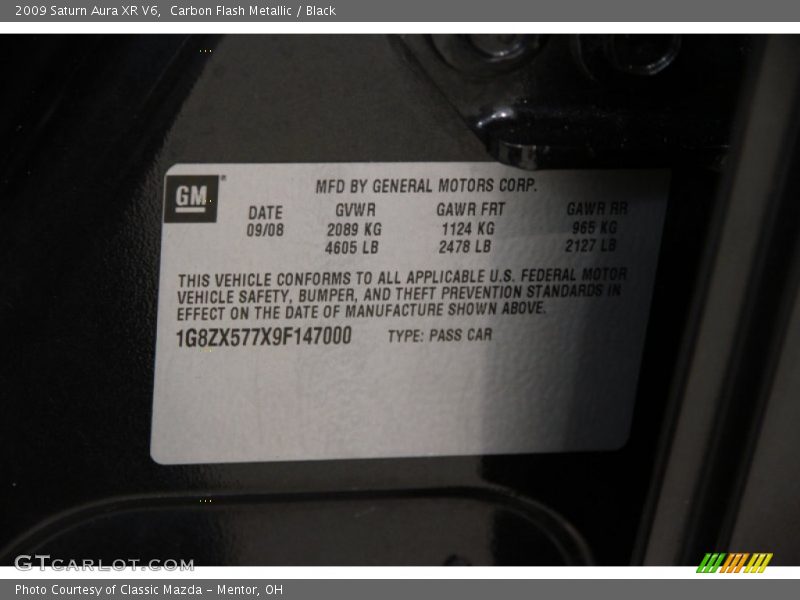 2009 Saturn Aura XR V6,  Carbon Flash Metallic / Black
GM
MFD BY GENERAL MOTORS CORP.
DATE GVWR GAWR FRT GAWR RR
09/08 2089 KG 1124 KG 965 KG
4605 LB 2478 LB 2127 LB
THIS VEHICLE CONFORMS TO ALL APPLICABLE U.S. FEDERAL MOTOR
VEHICLE SAFETY, BUMPER, AND THEFT PREVENTION STANDARDS IN
EFFECT ON THE DATE OF MANUFACTURE SHOWN ABOVE.
1G8ZX577X9F147000 TYPE: PASS CAR
GTCARLOT.COM
Photo Courtesy of Classic Mazda - Mentor, OH